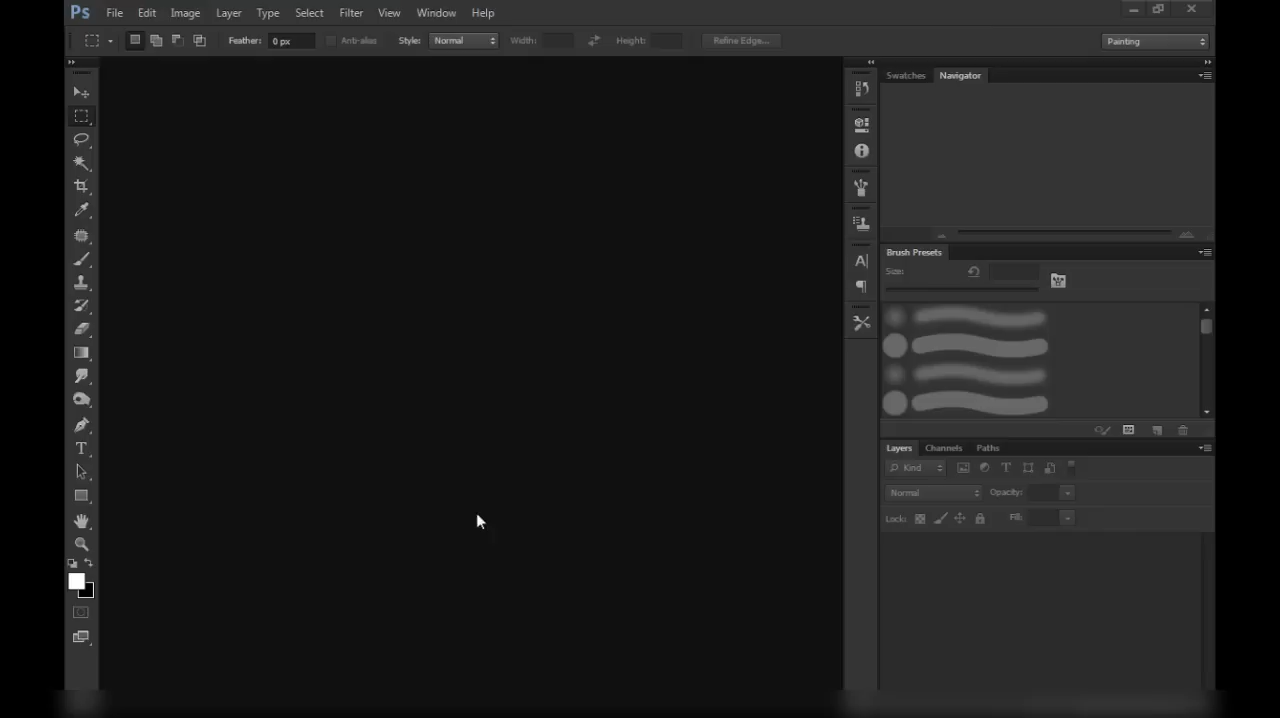 Ps File Edit Image Layer Type Select Filter View Window Help
Feather: 0 px Anti-alias Style: Normal Width: Height: Refine Edge... Painting
Swatches Navigator
Brush Presets
Size:
Layers Channels Paths
Kind
Normal Opacity:
Lock: Fill: